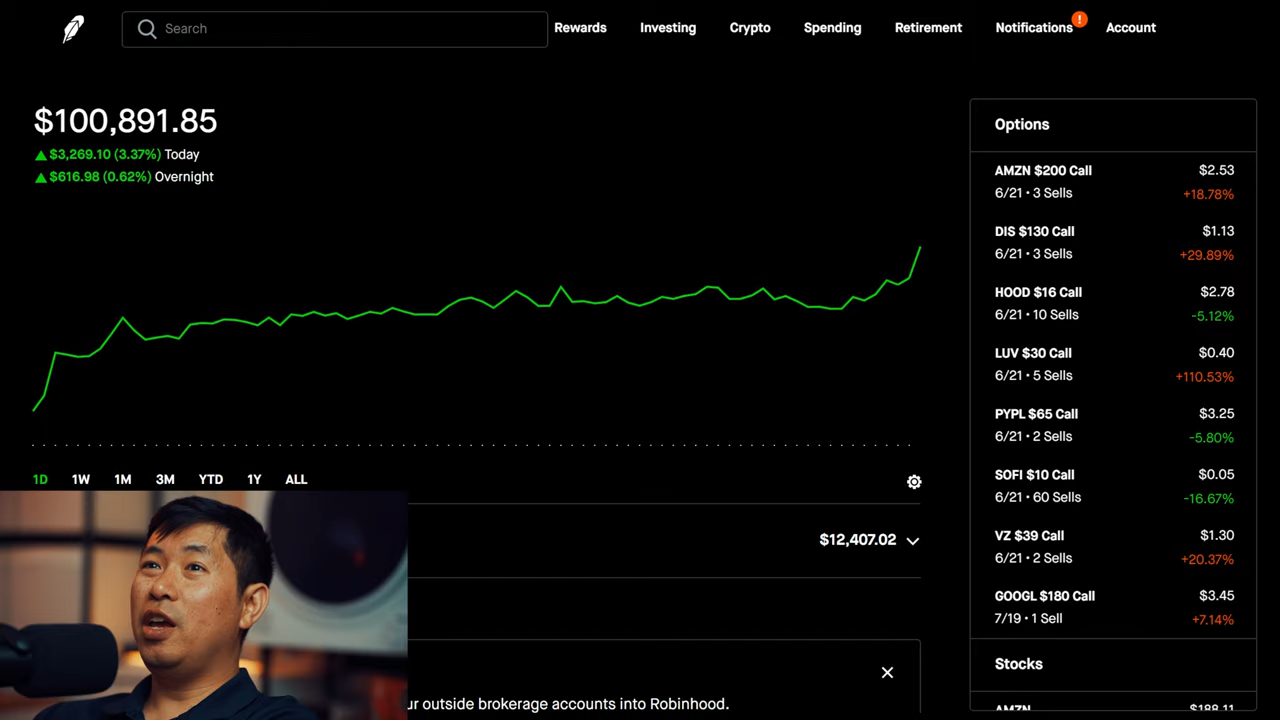 Search
Rewards
Investing
Crypto
Spending
Retirement
Notifications
!
Account
$100,891.85
$3,269.10 (3.37%) Today
$616.98 (0.62%) Overnight
1D
1W
1M
3M
YTD
1Y
ALL
$12,407.02
ur outside brokerage accounts into Robinhood.
Options
AMZN $200 Call
$2.53
6/21 • 3 Sells
+18.78%
DIS $130 Call
$1.13
6/21 • 3 Sells
+29.89%
HOOD $16 Call
$2.78
6/21 • 10 Sells
-5.12%
LUV $30 Call
$0.40
6/21 • 5 Sells
+110.53%
PYPL $65 Call
$3.25
6/21 • 2 Sells
-5.80%
SOFI $10 Call
$0.05
6/21 • 60 Sells
-16.67%
VZ $39 Call
$1.30
6/21 • 2 Sells
+20.37%
GOOGL $180 Call
$3.45
7/19 • 1 Sell
+7.14%
Stocks
AMZN
$188.11